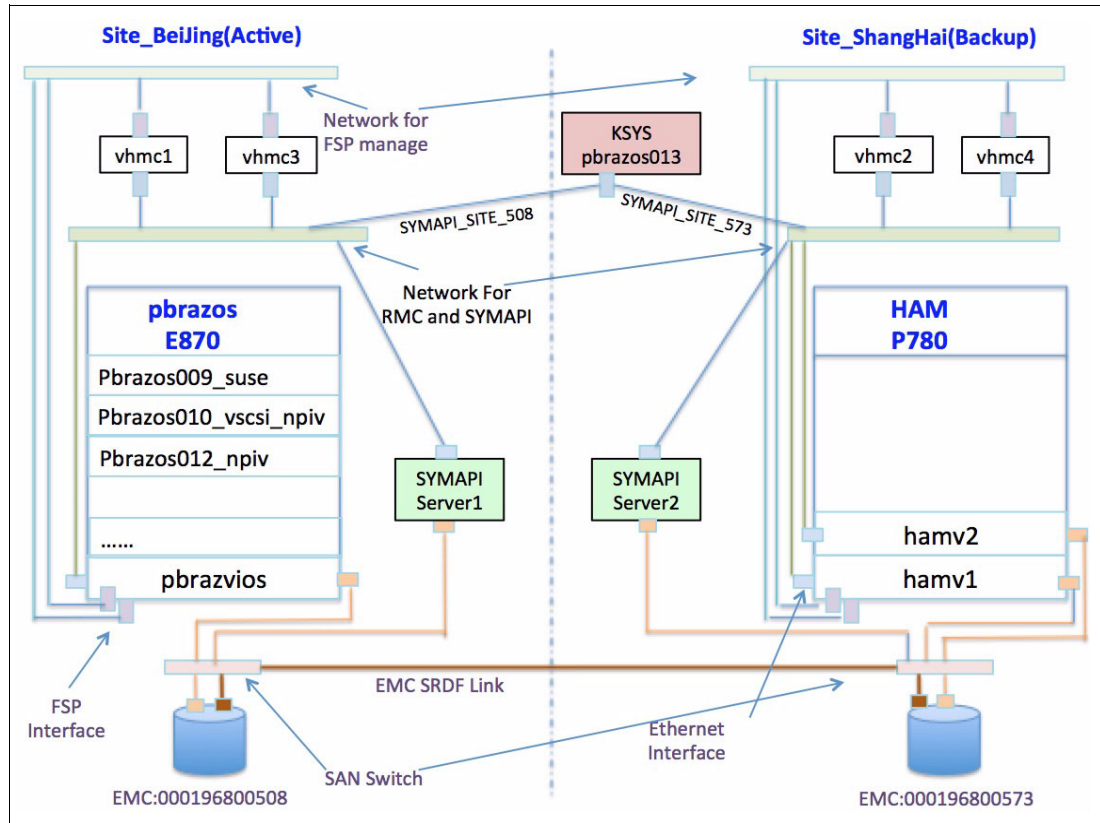 Site_BeiJing(Active)
Site_ShangHai(Backup)
Network for
FSP manage
KSYS
pbrazos013
vhmc1
vhmc3
vhmc2
vhmc4
SYMAPI_SITE_508
SYMAPI_SITE_573
Network For
RMC and SYMAPI
pbrazos
E870
Pbrazos009_suse
Pbrazos010_vscsi_npiv
Pbrazos012_npiv
......
pbrazvios
HAM
P780
hamv2
hamv1
SYMAPI
Server1
SYMAPI
Server2
EMC SRDF Link
FSP
Interface
Ethernet
Interface
SAN Switch
EMC:000196800508
EMC:000196800573